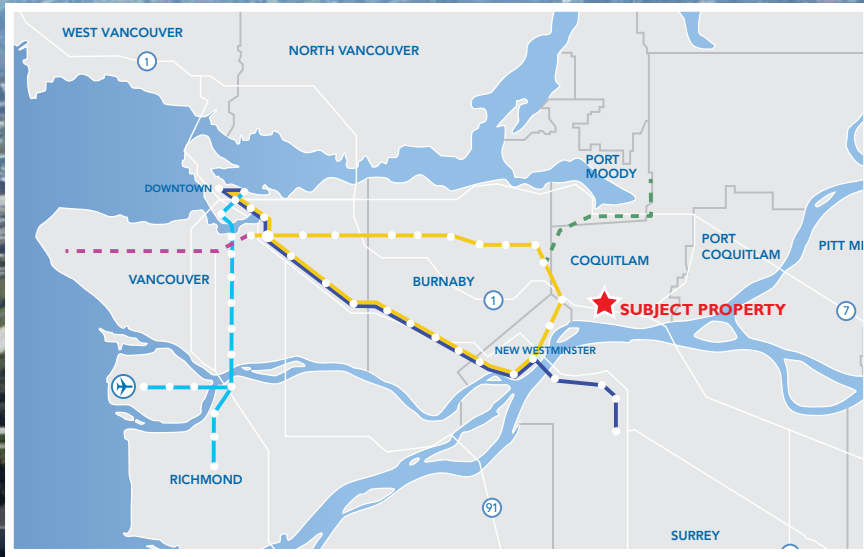 WEST VANCOUVER
1
NORTH VANCOUVER
PORT
MOODY
DOWNTOWN
PORT
COQUITLAM
COQUITLAM
VANCOUVER
BURNABY
1
SUBJECT PROPERTY
7
NEW WESTMINSTER
RICHMOND
91
SURREY